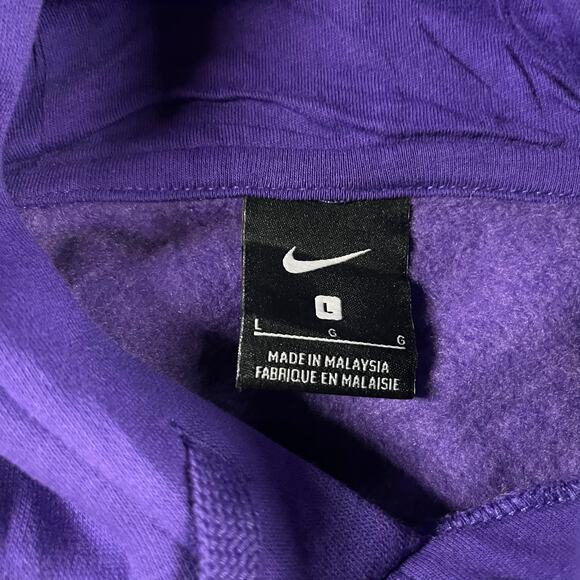 L
L G G
MADE IN MALAYSIA
FABRIQUE EN MALAISIE